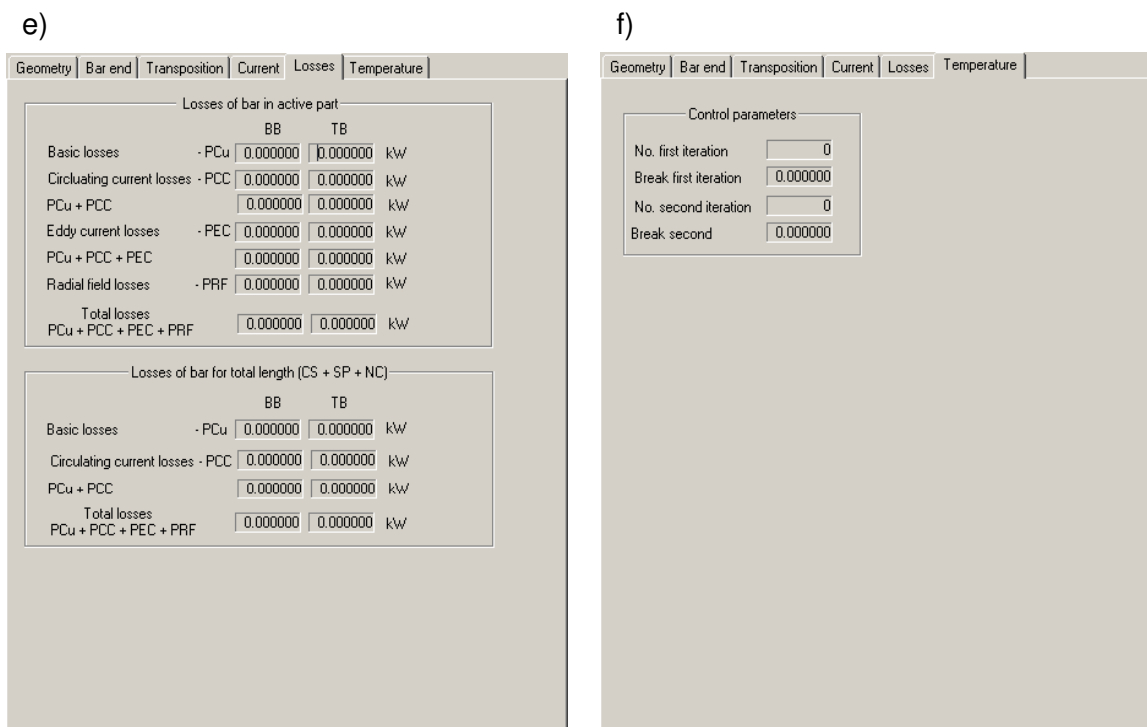 e)
Geometry Bar end Transposition Current Losses Temperature
Losses of bar in active part
BB TB
Basic losses - PCu 0.000000 0.000000 kW
Circluating current losses - PCC 0.000000 0.000000 kW
PCu + PCC 0.000000 0.000000 kW
Eddy current losses - PEC 0.000000 0.000000 kW
PCu + PCC + PEC 0.000000 0.000000 kW
Radial field losses - PRF 0.000000 0.000000 kW
Total losses
PCu + PCC + PEC + PRF 0.000000 0.000000 kW
Losses of bar for total length (CS + SP + NC)
BB TB
Basic losses - PCu 0.000000 0.000000 kW
Circulating current losses - PCC 0.000000 0.000000 kW
PCu + PCC 0.000000 0.000000 kW
Total losses
PCu + PCC + PEC + PRF 0.000000 0.000000 kW
f)
Geometry Bar end Transposition Current Losses Temperature
Control parameters
No. first iteration 0
Break first iteration 0.000000
No. second iteration 0
Break second 0.000000